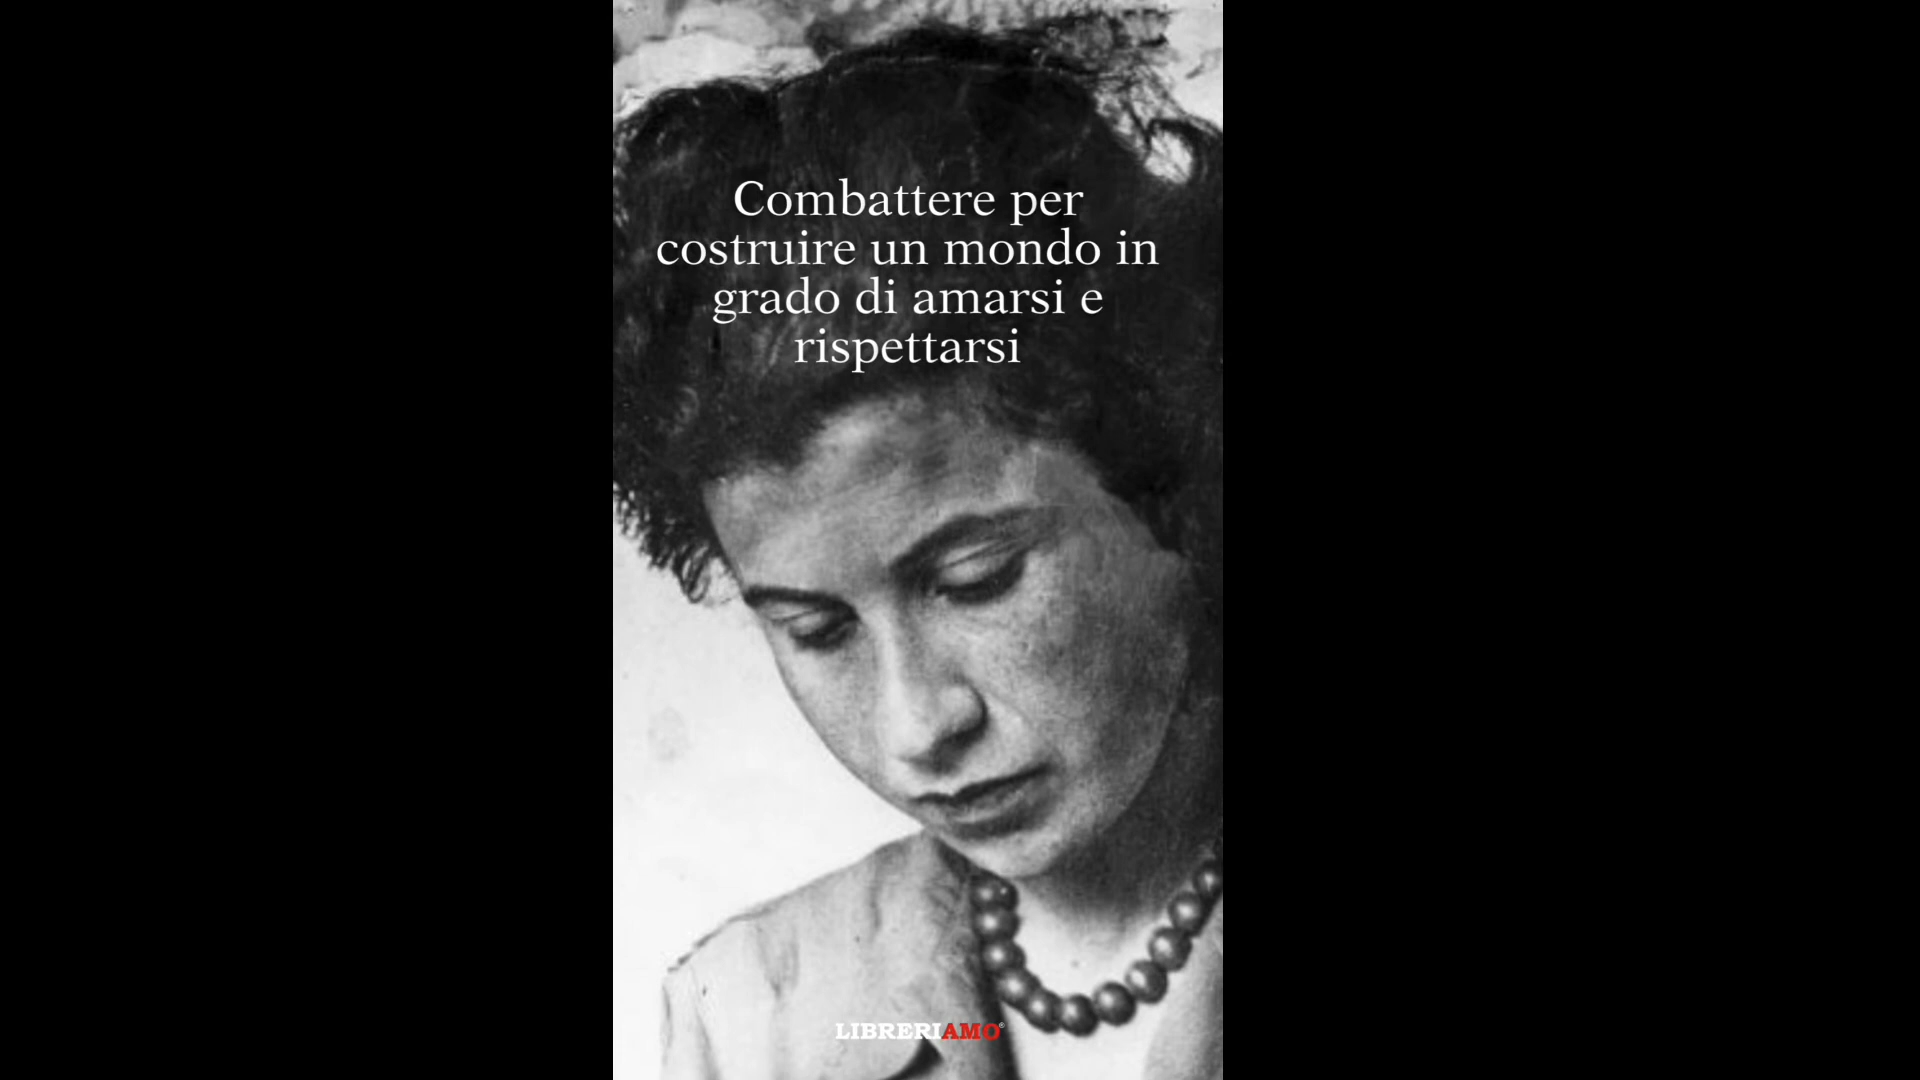 Combattere per
costruire un mondo in
grado di amarsi e
rispettarsi
LIBRERIAMO®